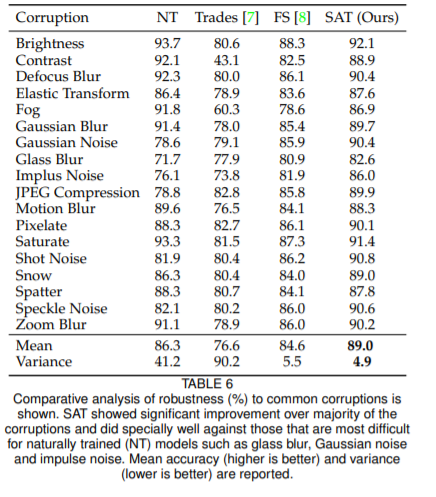 Corruption NT Trades [7] FS [8] SAT (Ours)
Brightness 93.7 80.6 88.3 92.1
Contrast 92.1 43.1 82.5 88.9
Defocus Blur 92.3 80.0 86.1 90.4
Elastic Transform 86.4 78.9 83.6 87.6
Fog 91.8 60.3 78.6 86.9
Gaussian Blur 91.4 78.0 85.4 89.7
Gaussian Noise 78.6 79.1 85.9 90.4
Glass Blur 71.7 77.9 80.9 82.6
Implus Noise 76.1 73.8 81.9 86.0
JPEG Compression 78.8 82.8 85.8 89.9
Motion Blur 89.6 76.5 84.1 88.3
Pixelate 88.3 82.7 86.1 90.1
Saturate 93.3 81.5 87.3 91.4
Shot Noise 81.9 80.4 86.2 90.8
Snow 86.3 80.4 84.0 89.0
Spatter 88.3 80.7 84.1 87.8
Speckle Noise 82.1 80.2 86.0 90.6
Zoom Blur 91.1 78.9 86.0 90.2
Mean 86.3 76.6 84.6 89.0
Variance 41.2 90.2 5.5 4.9
TABLE 6
Comparative analysis of robustness (%) to common corruptions is
shown. SAT showed significant improvement over majority of the
corruptions and did specially well against those that are most difficult
for naturally trained (NT) models such as glass blur, Gaussian noise
and impulse noise. Mean accuracy (higher is better) and variance
(lower is better) are reported.